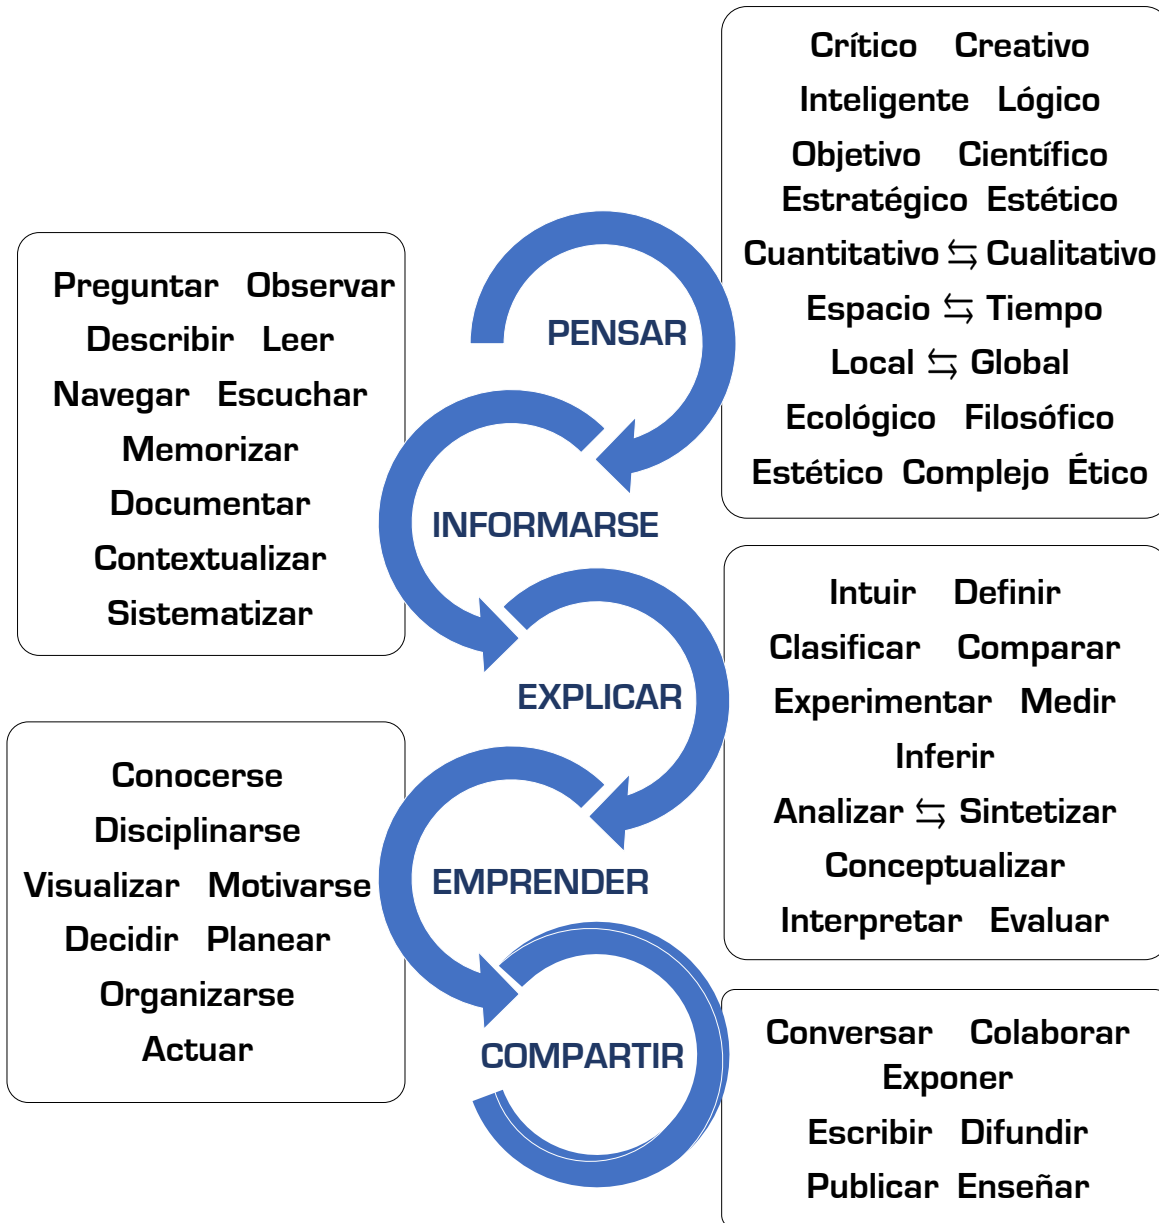 Crítico Creativo
Inteligente Lógico
Objetivo Científico
Estratégico Estético
Cuantitativo ⇆ Cualitativo
Espacio ⇆ Tiempo
Local ⇆ Global
Ecológico Filosófico
Estético Complejo Ético
PENSAR
Preguntar Observar
Describir Leer
Navegar Escuchar
Memorizar
Documentar
Contextualizar
Sistematizar
INFORMARSE
Intuir Definir
Clasificar Comparar
Experimentar Medir
Inferir
Analizar ⇆ Sintetizar
Conceptualizar
Interpretar Evaluar
EXPLICAR
Conocerse
Disciplinarse
Visualizar Motivarse
Decidir Planear
Organizarse
Actuar
EMPRENDER
COMPARTIR
Conversar Colaborar
Exponer
Escribir Difundir
Publicar Enseñar